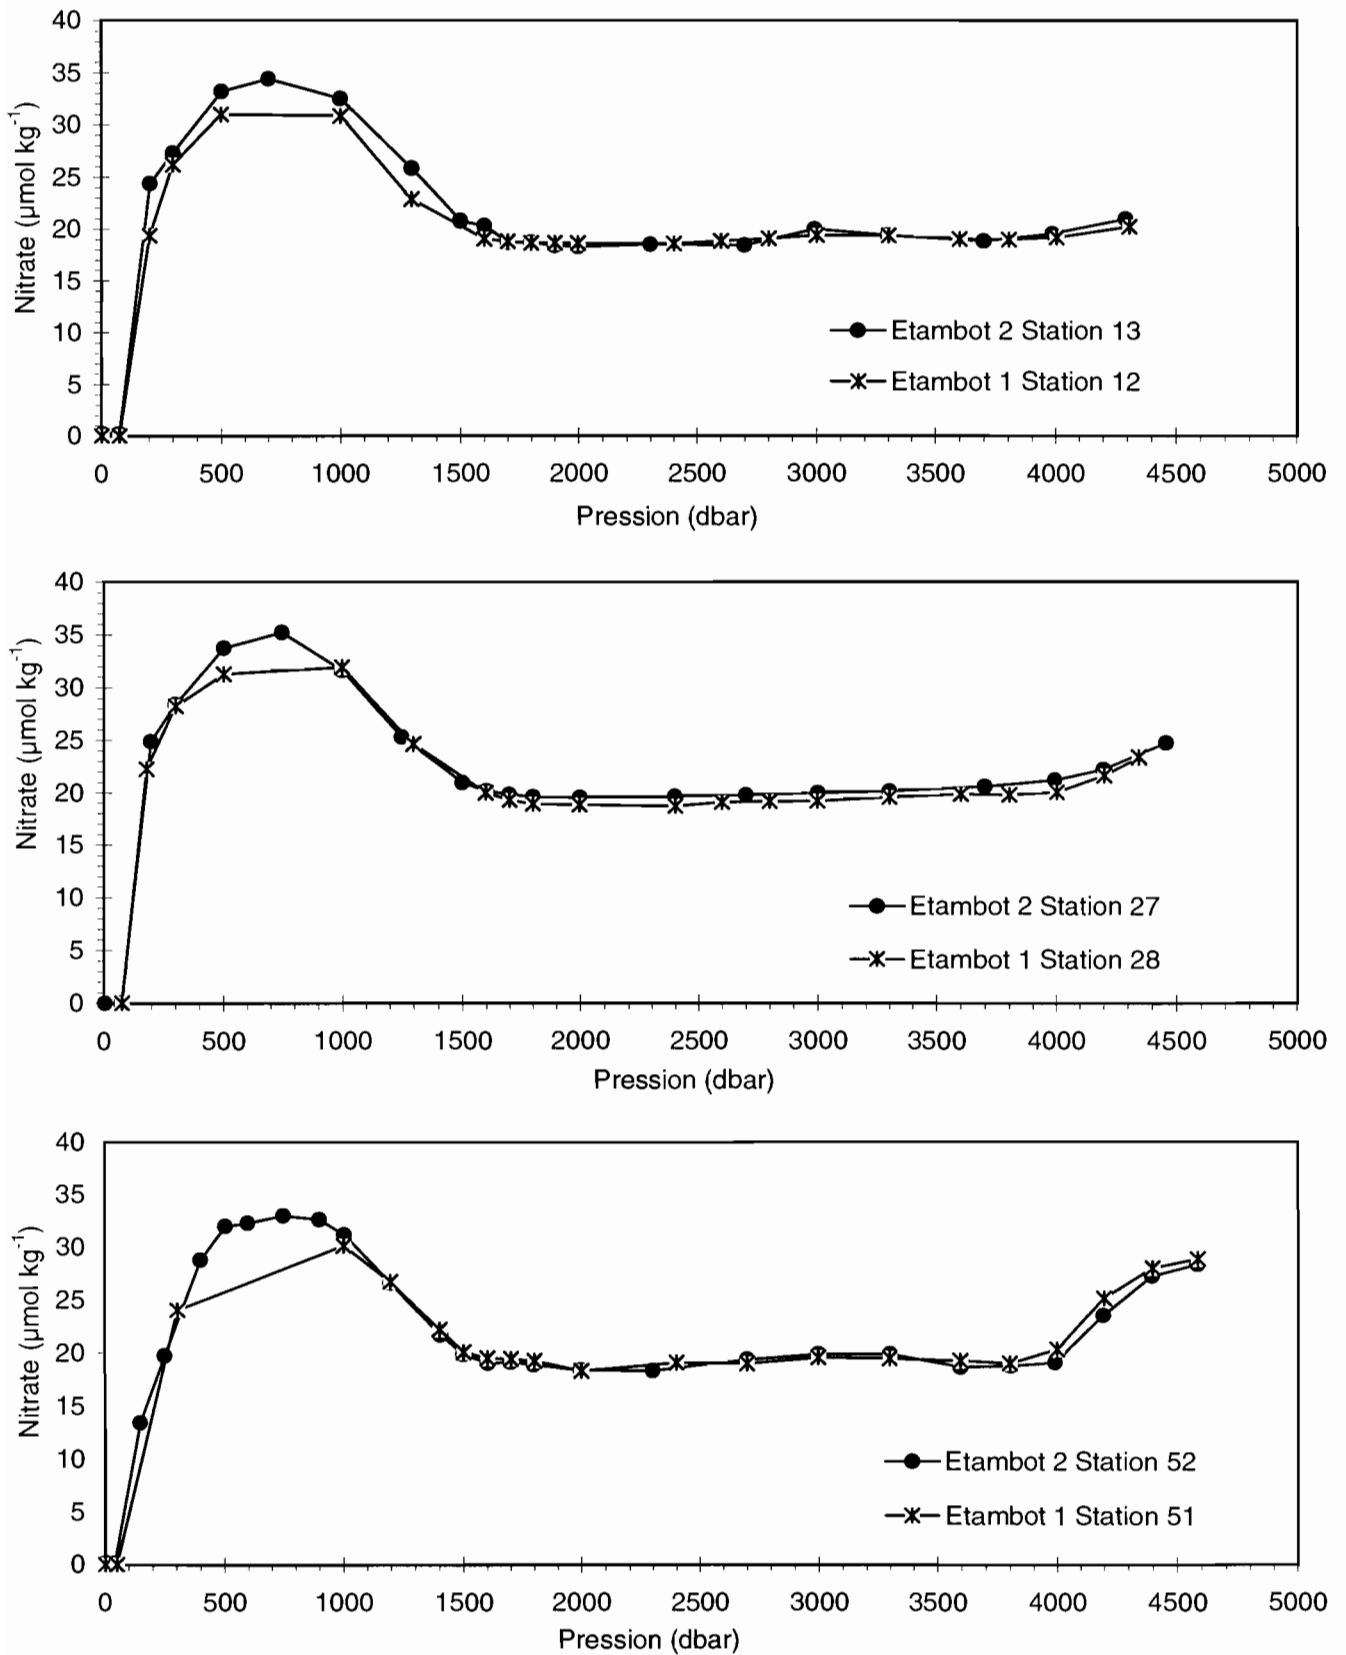 40
35
30
25
20
15
10
5
0
Nitrate (µmol kg⁻¹)
Etambot 2 Station 13
Etambot 1 Station 12
0 500 1000 1500 2000 2500 3000 3500 4000 4500 5000
Pression (dbar)
40
35
30
25
20
15
10
5
0
Nitrate (µmol kg⁻¹)
Etambot 2 Station 27
Etambot 1 Station 28
0 500 1000 1500 2000 2500 3000 3500 4000 4500 5000
Pression (dbar)
40
35
30
25
20
15
10
5
0
Nitrate (µmol kg⁻¹)
Etambot 2 Station 52
Etambot 1 Station 51
0 500 1000 1500 2000 2500 3000 3500 4000 4500 5000
Pression (dbar)